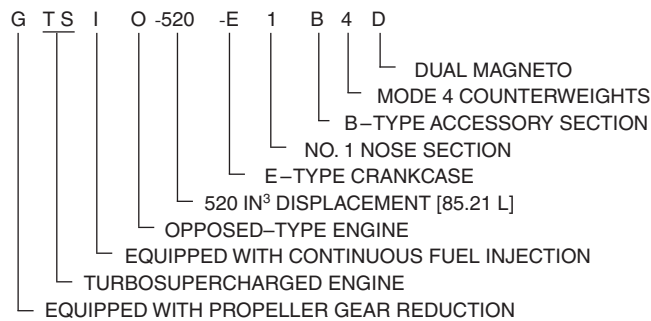 G TS I O -520 -E 1 B 4 D
DUAL MAGNETO
MODE 4 COUNTERWEIGHTS
B–TYPE ACCESSORY SECTION
NO. 1 NOSE SECTION
E–TYPE CRANKCASE
520 IN³ DISPLACEMENT [85.21 L]
OPPOSED–TYPE ENGINE
EQUIPPED WITH CONTINUOUS FUEL INJECTION
TURBOSUPERCHARGED ENGINE
EQUIPPED WITH PROPELLER GEAR REDUCTION